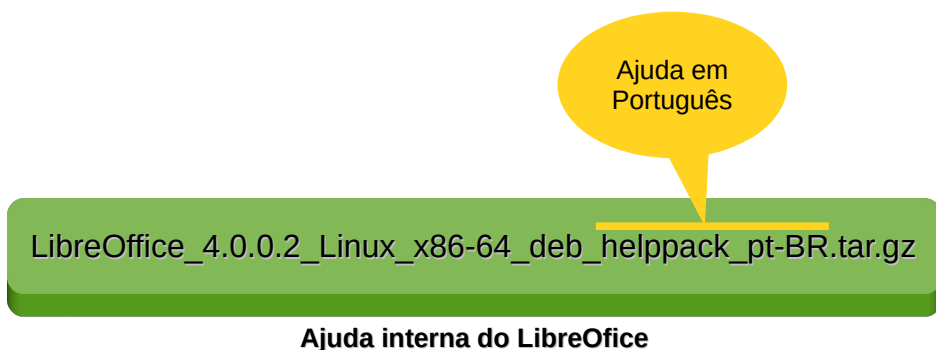 Ajuda em
Português
LibreOffice_4.0.0.2_Linux_x86-64_deb_helppack_pt-BR.tar.gz
Ajuda interna do LibreOfice